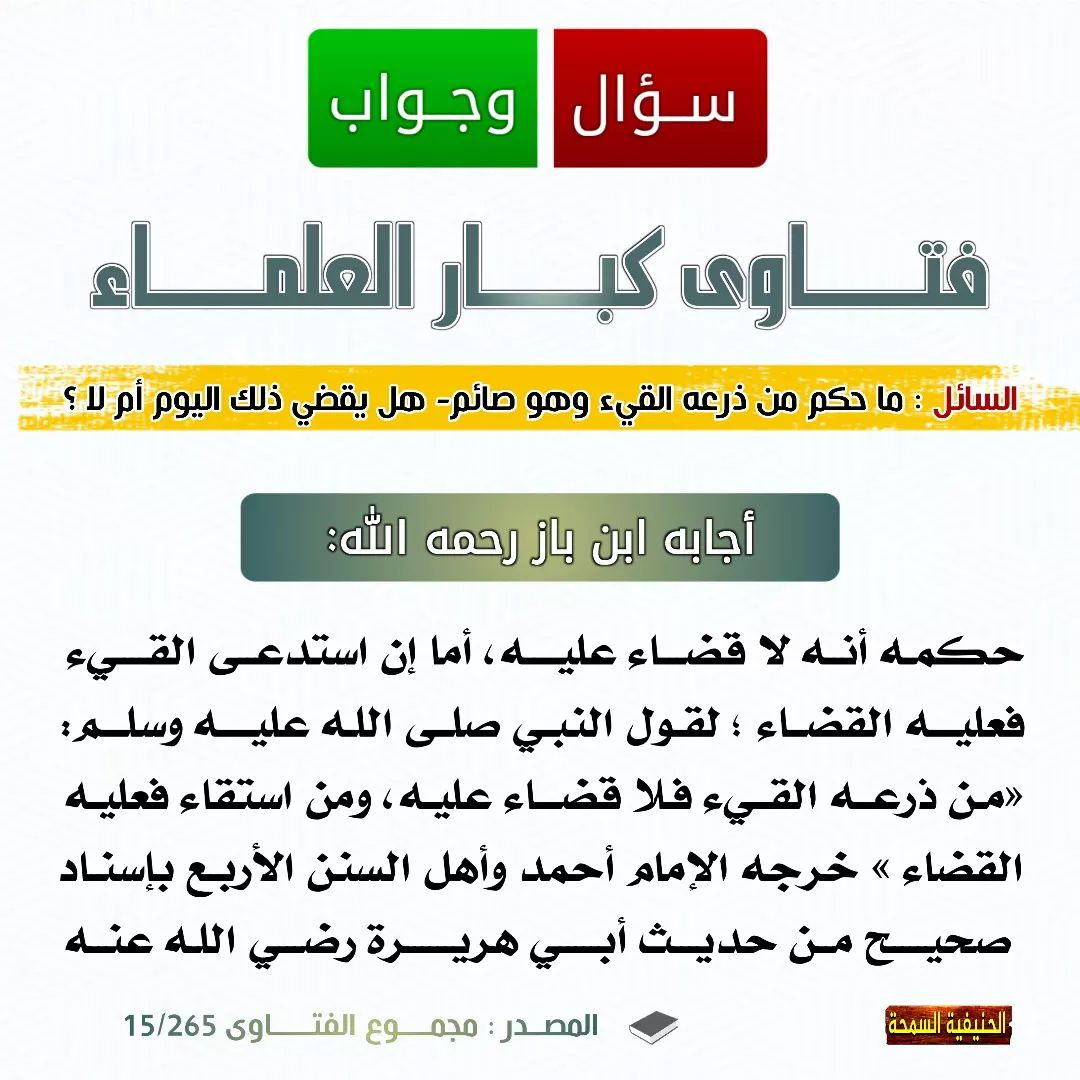 سؤال وجواب
فتاوى كبار العلماء
السائل : ما حكم من ذرعه القيء وهو صائم- هل يقضي ذلك اليوم أم لا ؟
أجابه ابن باز رحمه الله:
حكمه أنه لا قضاء عليه، أما إن استدعى القيء
فعليه القضاء ؛ لقول النبي صلى الله عليه وسلم:
«من ذرعه القيء فلا قضاء عليه، ومن استقاء فعليه
القضاء » خرجه الإمام أحمد وأهل السنن الأربع بإسناد
صحيح من حديث أبي هريرة رضي الله عنه
المصدر : مجموع الفتاوى 15/265
الحنيفية السمحة